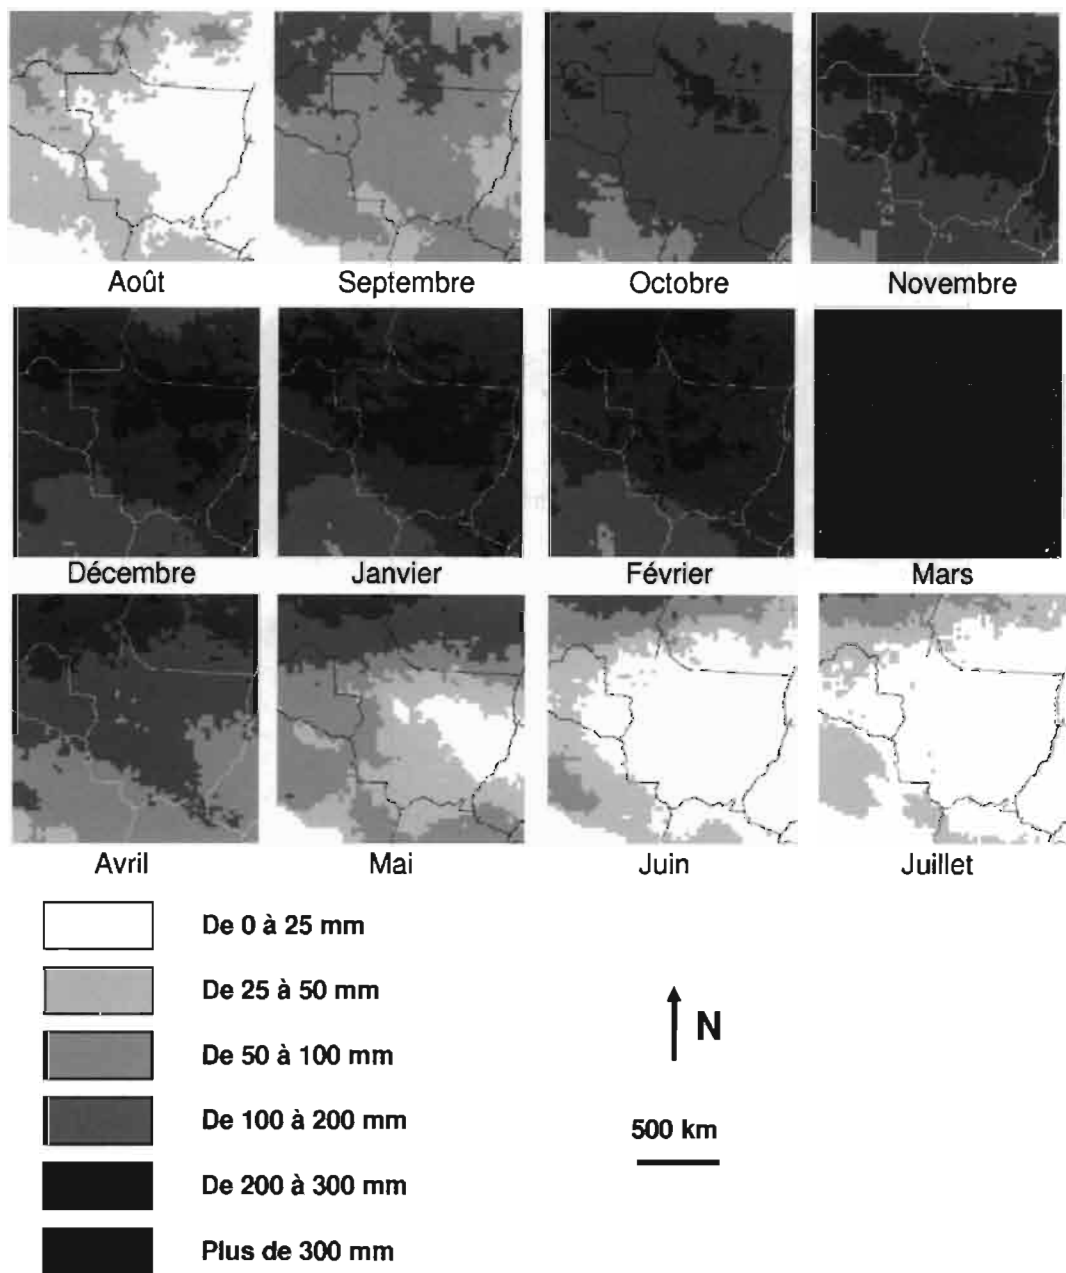 Août Septembre Octobre Novembre
Décembre Janvier Février Mars
Avril Mai Juin Juillet
De 0 à 25 mm
De 25 à 50 mm
N
De 50 à 100 mm
De 100 à 200 mm
500 km
De 200 à 300 mm
Plus de 300 mm